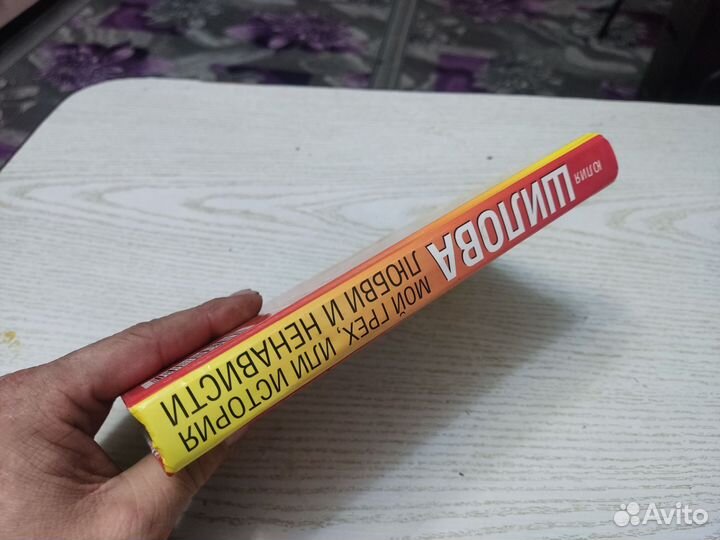 ЮЛИЯ
ШИЛОВА
МОЙ ГРЕХ, ИЛИ ИСТОРИЯ
ЛЮБВИ И НЕНАВИСТИ
Avito